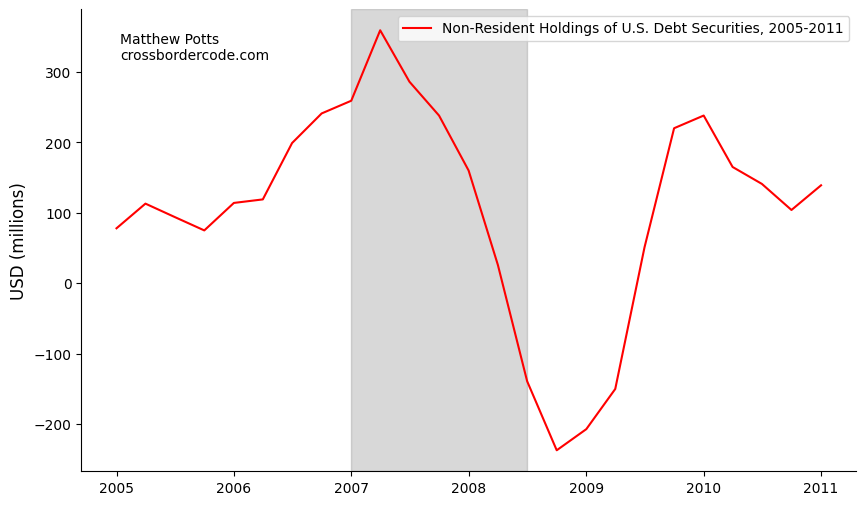 Matthew Potts
crossbordercode.com
Non-Resident Holdings of U.S. Debt Securities, 2005-2011
USD (millions)
300
200
100
0
−100
−200
2005 2006 2007 2008 2009 2010 2011